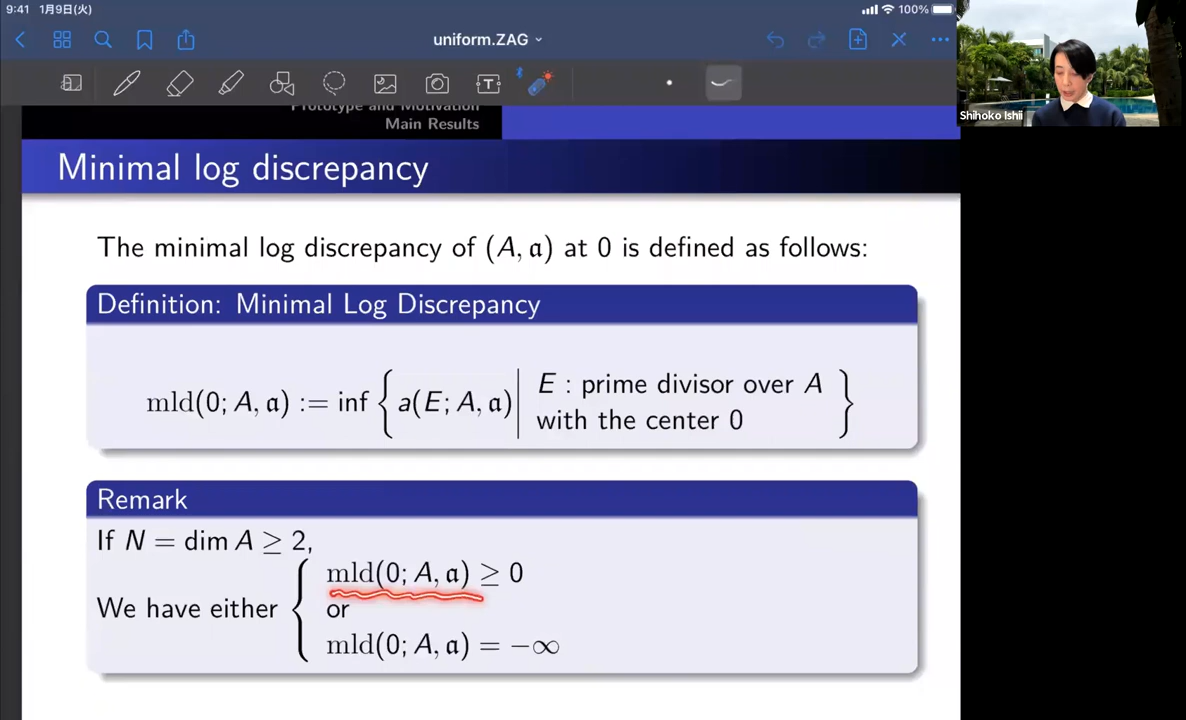 9:41 1月9日(火)
100%
uniform.ZAG
T
Prototype and Motivation
Main Results
Shihoko Ishii
Minimal log discrepancy
The minimal log discrepancy of (A, 𝔞) at 0 is defined as follows:
Definition: Minimal Log Discrepancy
mld(0; A, 𝔞) := inf { a(E; A, 𝔞) | E : prime divisor over A
with the center 0 }
Remark
If N = dim A ≥ 2,
mld(0; A, 𝔞) ≥ 0
We have either { or
mld(0; A, 𝔞) = −∞